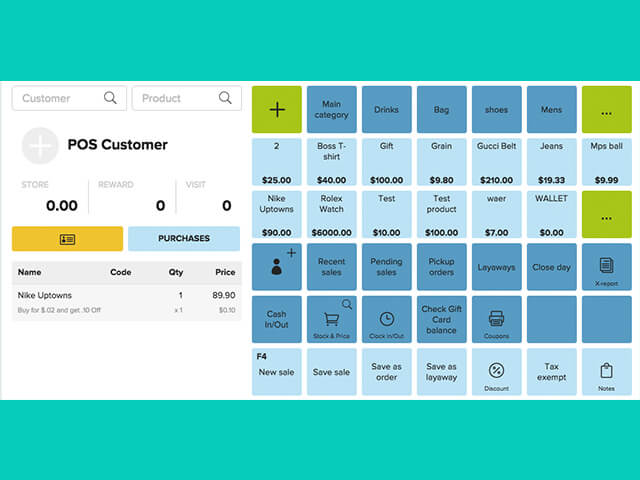 Customer
Product
POS Customer
STORE
REWARD
VISIT
0.00
0
0
PURCHASES
Name Code Qty Price
Nike Uptowns 1 89.90
Buy for $.02 and get .10 Off x 1 $0.10
+
Main
category
Drinks
Bag
shoes
Mens
...
2
$25.00
Boss T-
shirt
$40.00
Gift
$100.00
Grain
$9.80
Gucci Belt
$210.00
Jeans
$19.33
Mps ball
$9.99
Nike
Uptowns
$90.00
Rolex
Watch
$6000.00
Test
$10.00
Test
product
$100.00
waer
$7.00
WALLET
$0.00
...
Recent
sales
Pending
sales
Pickup
orders
Layaways
Close day
X-report
Cash
In/Out
Stock & Price
Clock In/Out
Check Gift
Card
balance
Coupons
F4
New sale
Save sale
Save as
order
Save as
layaway
Discount
Tax
exempt
Notes